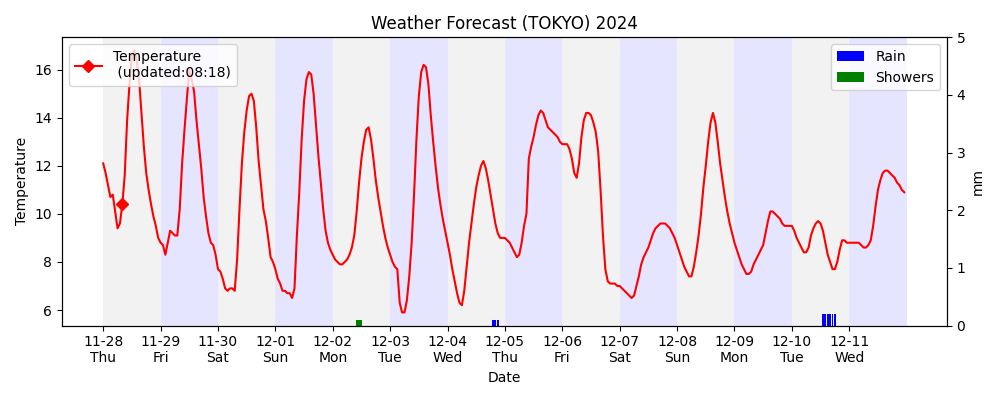 Weather Forecast (TOKYO) 2024
Temperature
(updated:08:18)
Rain
Showers
Temperature
16
14
12
10
8
6
5
4
3
2
1
0
mm
11-28 11-29 11-30 12-01 12-02 12-03 12-04 12-05 12-06 12-07 12-08 12-09 12-10 12-11
Thu Fri Sat Sun Mon Tue Wed Thu Fri Sat Sun Mon Tue Wed
Date